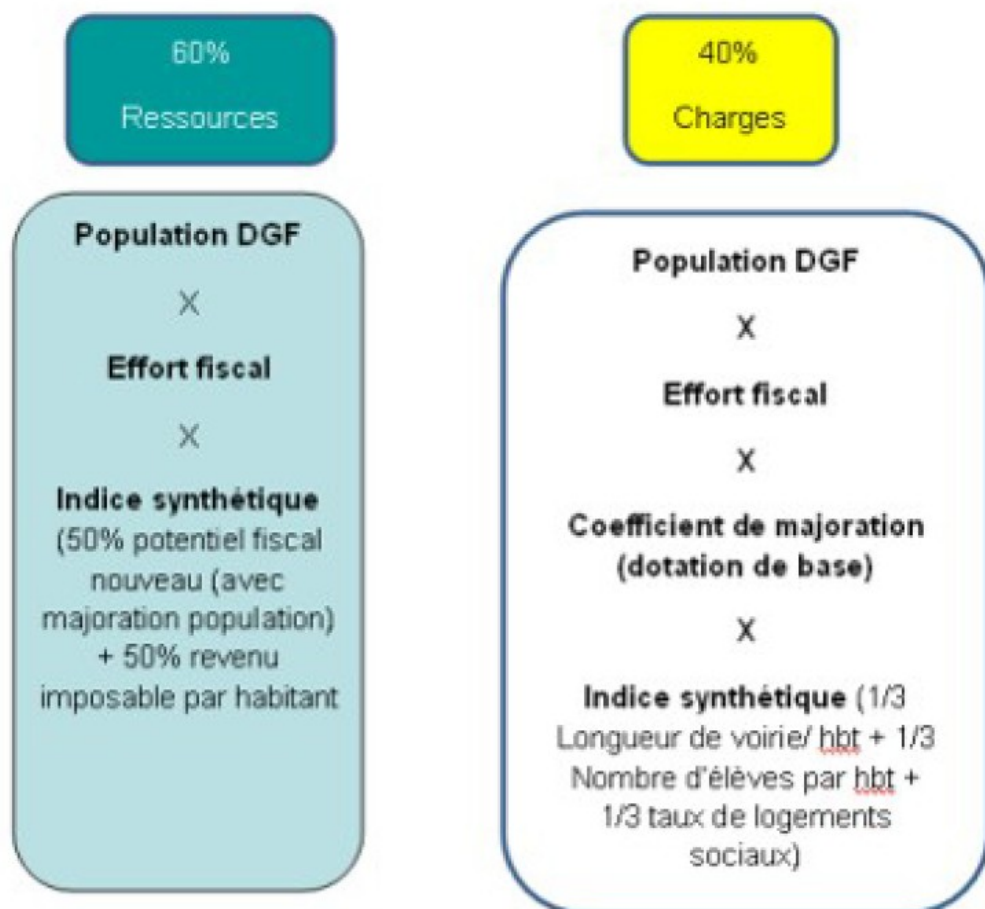 60%
Ressources
Population DGF
X
Effort fiscal
X
Indice synthétique
(50% potentiel fiscal
nouveau (avec
majoration population)
+ 50% revenu
imposable par habitant
40%
Charges
Population DGF
X
Effort fiscal
X
Coefficient de majoration
(dotation de base)
X
Indice synthétique (1/3
Longueur de voirie/ hbt + 1/3
Nombre d'élèves par hbt +
1/3 taux de logements
sociaux)